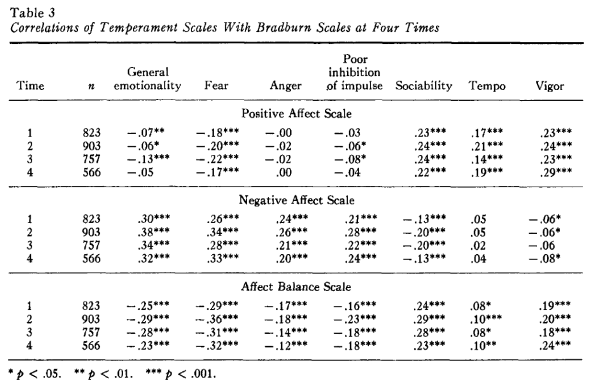 Table 3
Correlations of Temperament Scales With Bradburn Scales at Four Times
Poor
General inhibition
Time n emotionality Fear Anger of impulse Sociability Tempo Vigor
Positive Affect Scale
1 823 −.07** −.18*** −.00 −.03 .23*** .17*** .23***
2 903 −.06* −.20*** −.02 −.06* .24*** .21*** .24***
3 757 −.13*** −.22*** −.02 −.08* .24*** .14*** .23***
4 566 −.05 −.17*** .00 −.04 .22*** .19*** .29***
Negative Affect Scale
1 823 .30*** .26*** .24*** .21*** −.13*** .05 −.06*
2 903 .38*** .34*** .26*** .28*** −.20*** .05 −.06*
3 757 .34*** .28*** .21*** .22*** −.20*** .02 −.06
4 566 .32*** .33*** .20*** .24*** −.13*** .04 −.08*
Affect Balance Scale
1 823 −.25*** −.29*** −.17*** −.16*** .24*** .08* .19***
2 903 −.29*** −.36*** −.18*** −.23*** .29*** .10*** .20***
3 757 −.28*** −.31*** −.14*** −.18*** .28*** .08* .18***
4 566 −.23*** −.32*** −.12*** −.18*** .23*** .10** .24***
* p < .05. ** p < .01. *** p < .001.